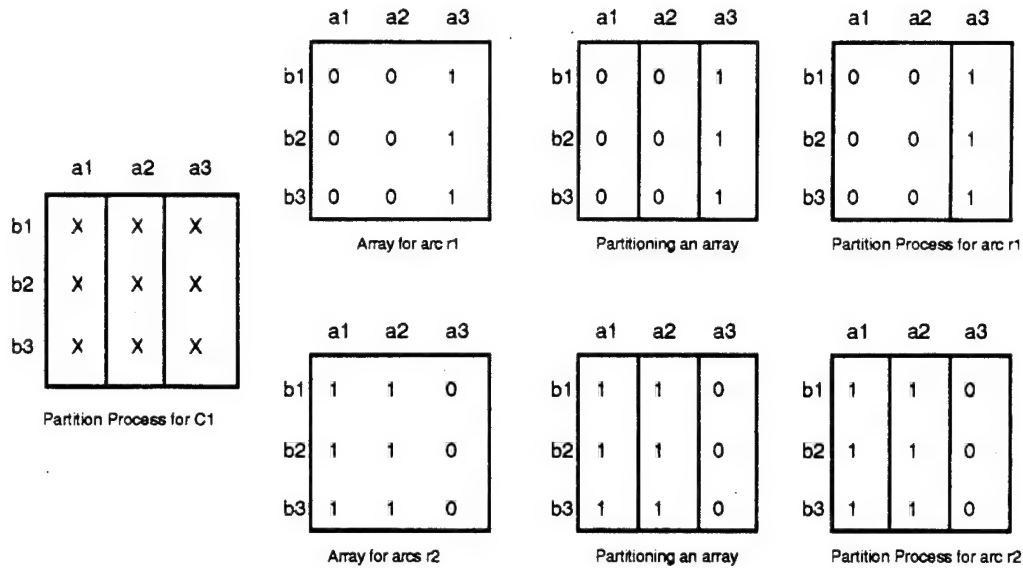 a1 a2 a3
b1 X X X
b2 X X X
b3 X X X
Partition Process for C1
a1 a2 a3
b1 0 0 1
b2 0 0 1
b3 0 0 1
Array for arc r1
a1 a2 a3
b1 0 0 1
b2 0 0 1
b3 0 0 1
Partitioning an array
a1 a2 a3
b1 0 0 1
b2 0 0 1
b3 0 0 1
Partition Process for arc r1
a1 a2 a3
b1 1 1 0
b2 1 1 0
b3 1 1 0
Array for arcs r2
a1 a2 a3
b1 1 1 0
b2 1 1 0
b3 1 1 0
Partitioning an array
a1 a2 a3
b1 1 1 0
b2 1 1 0
b3 1 1 0
Partition Process for arc r2